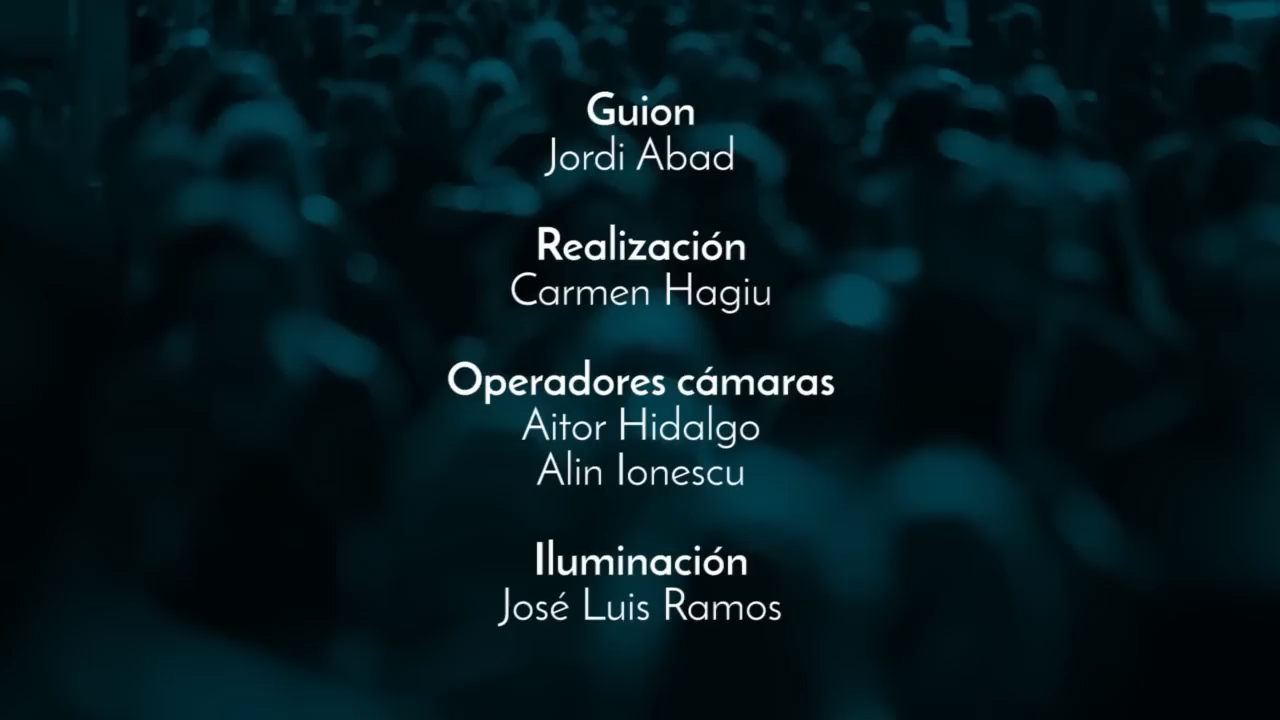 Guion
Jordi Abad
Realización
Carmen Hagiu
Operadores cámaras
Aitor Hidalgo
Alin Ionescu
Iluminación
José Luis Ramos